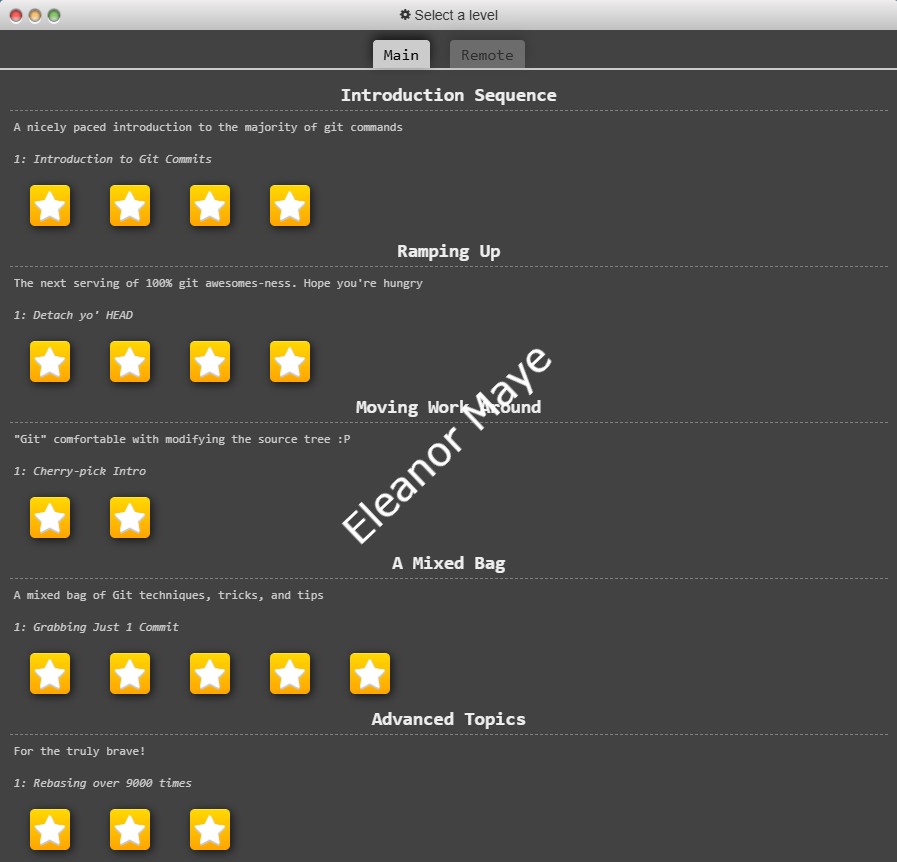 Select a level
Main Remote
Introduction Sequence
A nicely paced introduction to the majority of git commands
1: Introduction to Git Commits
Ramping Up
The next serving of 100% git awesomes-ness. Hope you're hungry
1: Detach yo' HEAD
Moving Work Around
"Git" comfortable with modifying the source tree :P
1: Cherry-pick Intro
Eleanor Maye
A Mixed Bag
A mixed bag of Git techniques, tricks, and tips
1: Grabbing Just 1 Commit
Advanced Topics
For the truly brave!
1: Rebasing over 9000 times